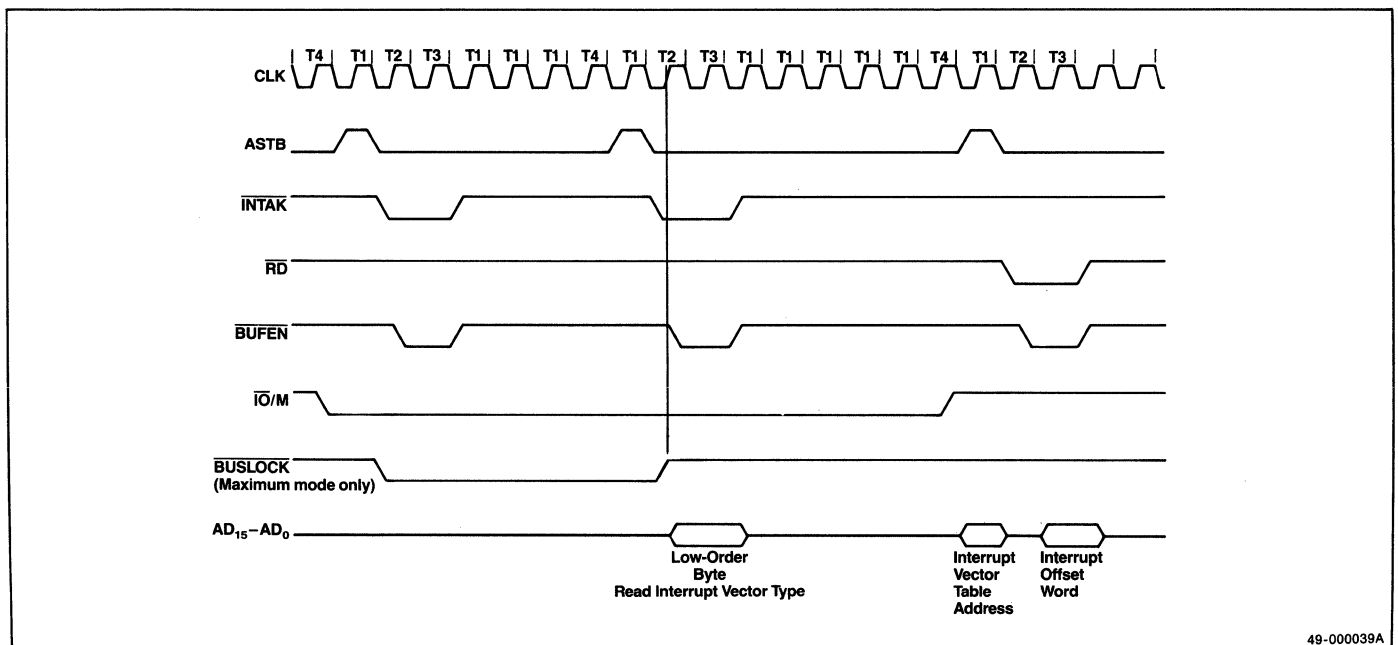 T4 T1 T2 T3 T1 T1 T1 T4 T1 T2 T3 T1 T1 T1 T1 T1 T4 T1 T2 T3
CLK
ASTB
INTAK
RD
BUFEN
IO/M
BUSLOCK
(Maximum mode only)
AD15–AD0
Low-Order
Byte
Read Interrupt Vector Type
Interrupt
Vector
Table
Address
Interrupt
Offset
Word
49-000039A